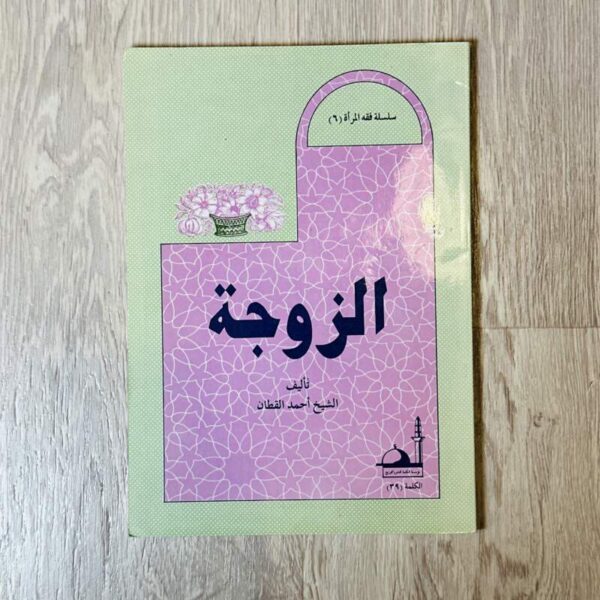 سلسلة فقه المرأة (٦)
الزوجة
تأليف
الشيخ أحمد القطان
الكلمة (٣٩)